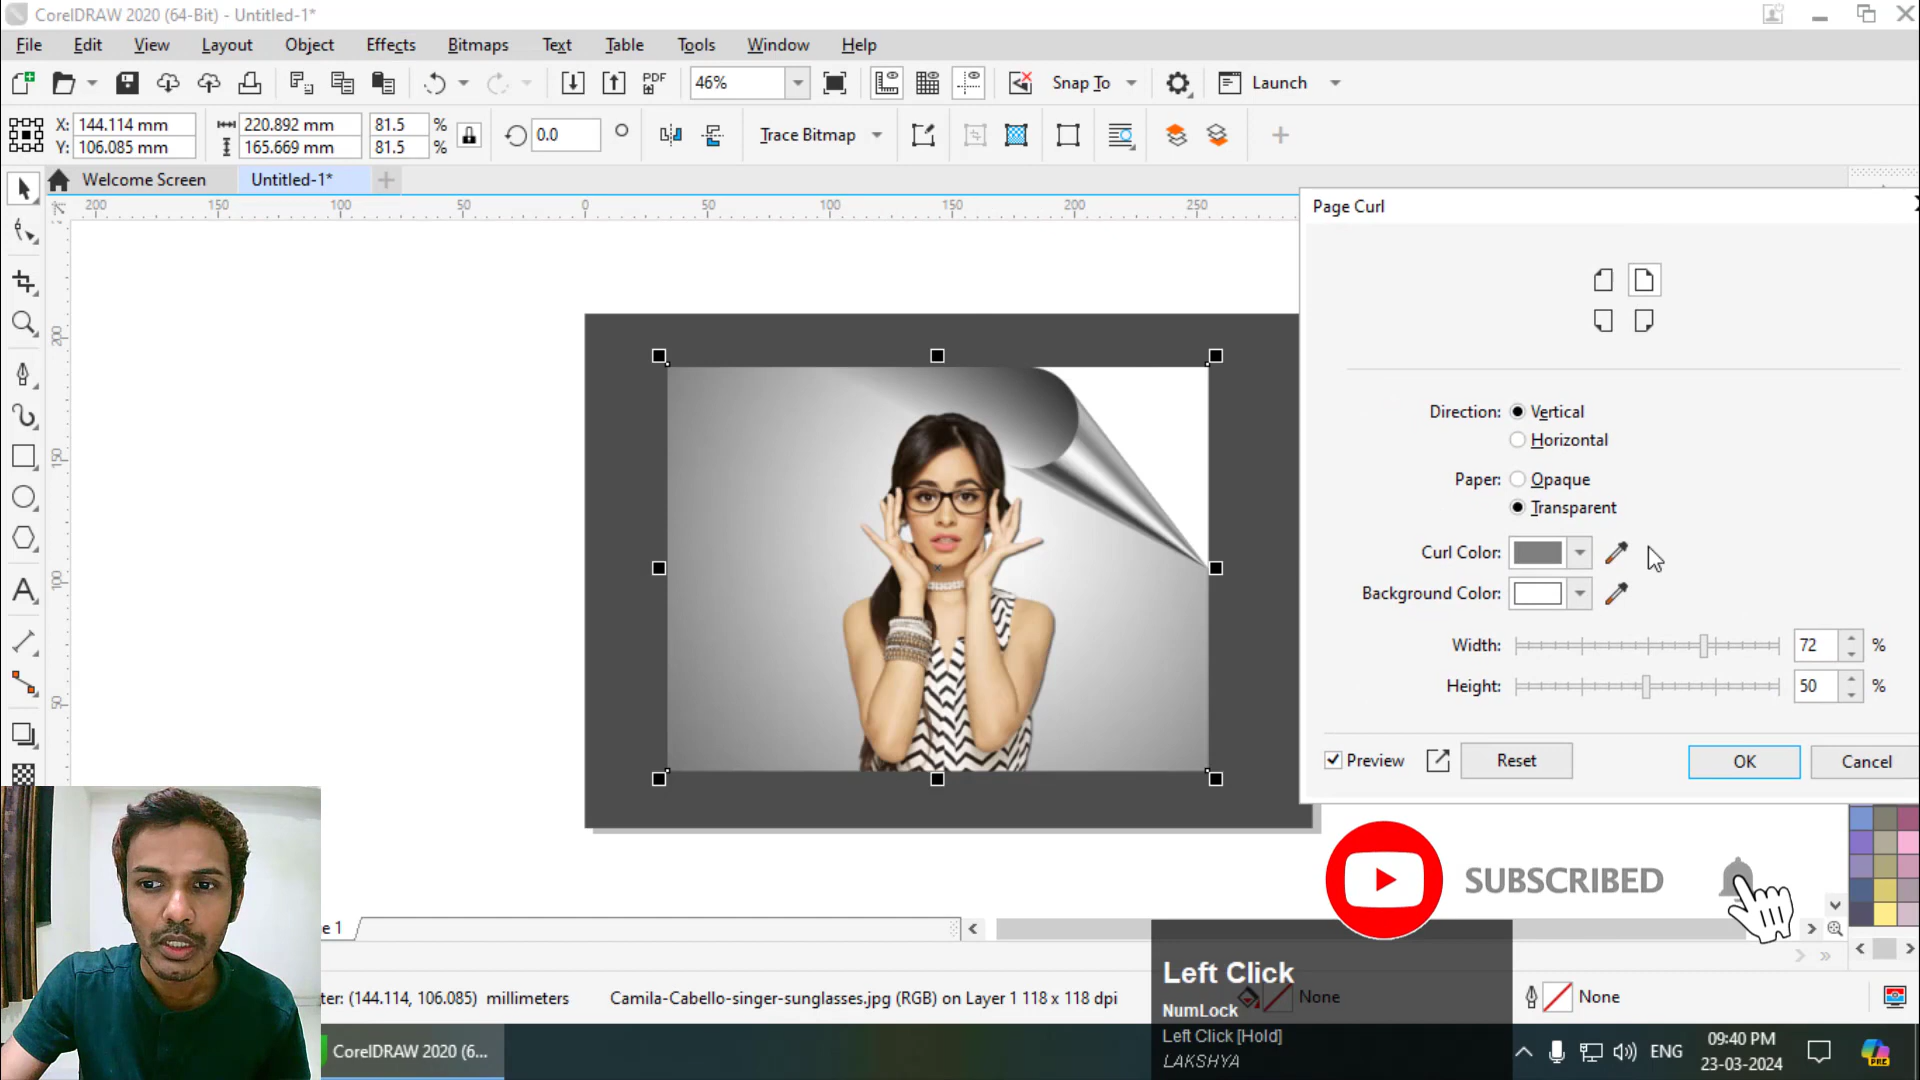 CorelDRAW 2020 (64-Bit) - Untitled-1*
File Edit View Layout Object Effects Bitmaps Text Table Tools Window Help
PDF 46% Snap To Launch
X: 144.114 mm 220.892 mm 81.5 % 0.0 Trace Bitmap
Y: 106.085 mm 165.669 mm 81.5 %
Welcome Screen Untitled-1*
200 150 100 50 0 50 100 150 200 250
200
150
100
50
Page Curl
Direction: Vertical
Horizontal
Paper: Opaque
Transparent
Curl Color:
Background Color:
Width: 72 %
Height: 50 %
Preview Reset OK Cancel
SUBSCRIBED
e 1
Left Click
NumLock
Left Click [Hold]
LAKSHYA
ter: (144.114, 106.085) millimeters Camila-Cabello-singer-sunglasses.jpg (RGB) on Layer 1 118 x 118 dpi None None
CorelDRAW 2020 (6... ENG 09:40 PM
23-03-2024
PRE